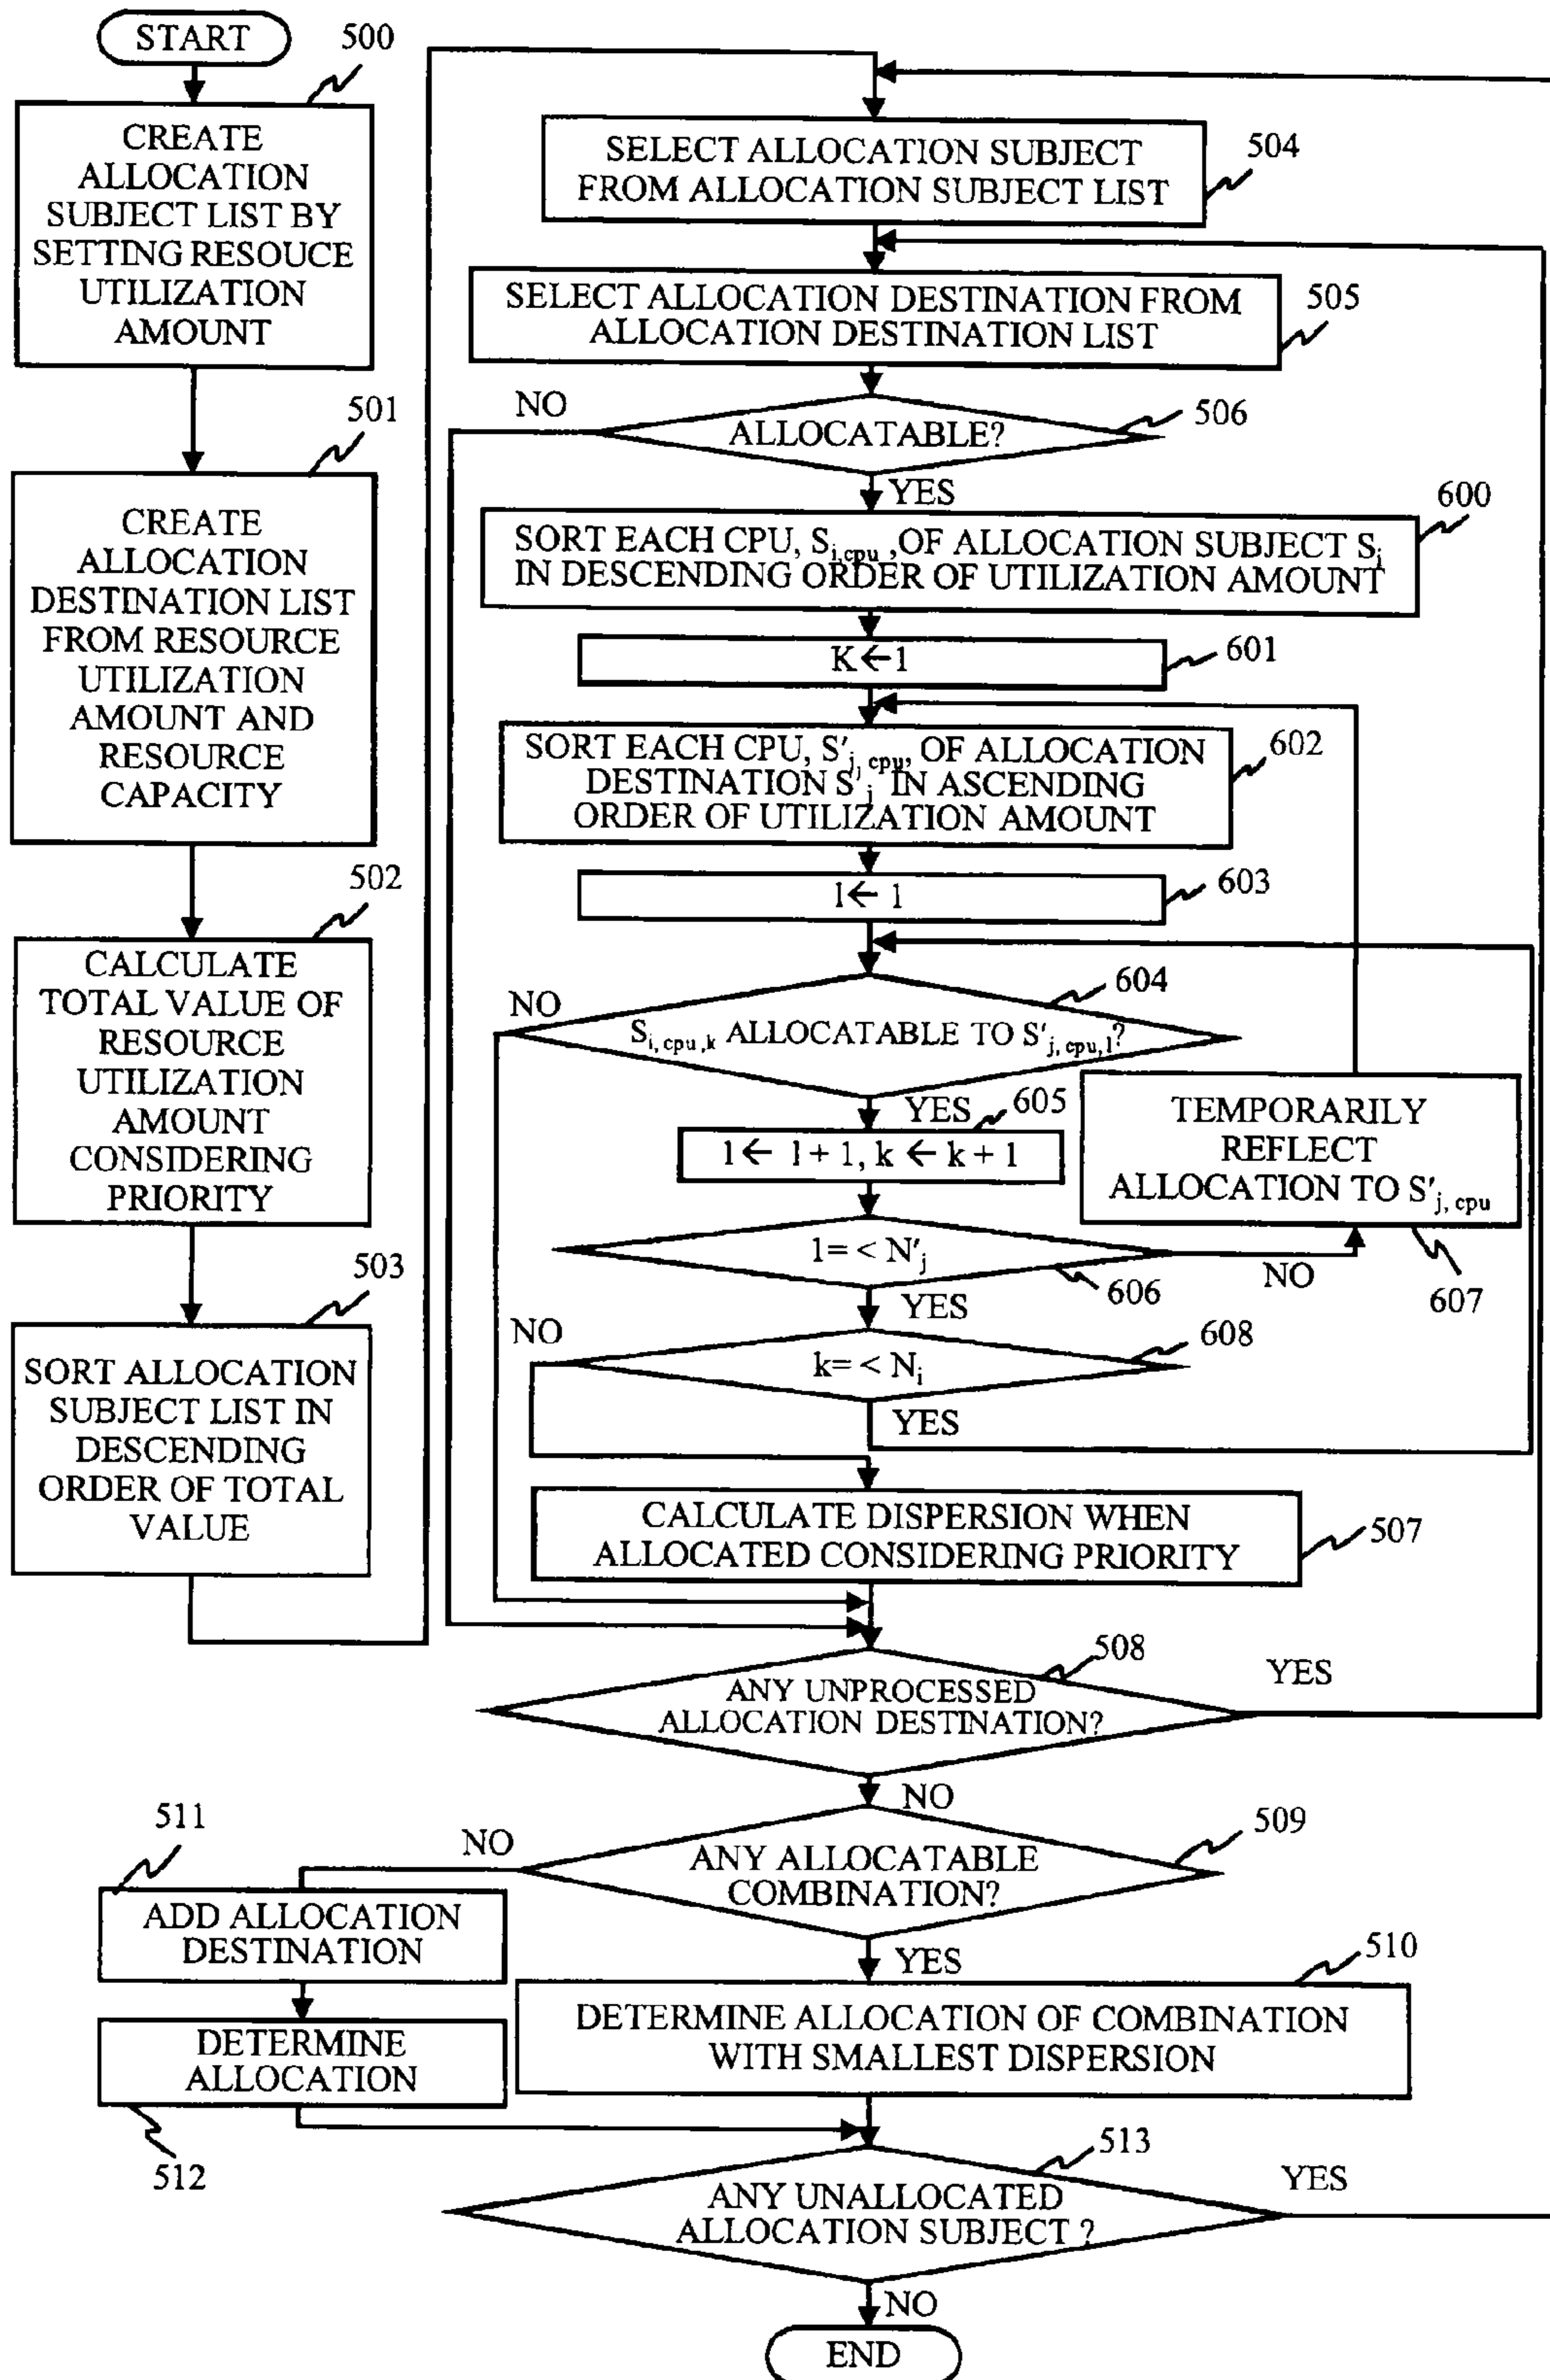 START
500
CREATE
ALLOCATION
SUBJECT LIST BY
SETTING RESOUCE
UTILIZATION
AMOUNT
501
CREATE
ALLOCATION
DESTINATION LIST
FROM RESOURCE
UTILIZATION
AMOUNT AND
RESOURCE
CAPACITY
502
CALCULATE
TOTAL VALUE OF
RESOURCE
UTILIZATION
AMOUNT
CONSIDERING
PRIORITY
503
SORT ALLOCATION
SUBJECT LIST IN
DESCENDING
ORDER OF TOTAL
VALUE
SELECT ALLOCATION SUBJECT
FROM ALLOCATION SUBJECT LIST
504
SELECT ALLOCATION DESTINATION FROM
ALLOCATION DESTINATION LIST
505
NO
ALLOCATABLE?
506
YES
600
SORT EACH CPU, Si,cpu ,OF ALLOCATION SUBJECT Si
IN DESCENDING ORDER OF UTILIZATION AMOUNT
K←1
601
SORT EACH CPU, S'j, cpu, OF ALLOCATION
DESTINATION S'j IN ASCENDING
ORDER OF UTILIZATION AMOUNT
602
l← 1
603
NO
604
Si, cpu ,k ALLOCATABLE TO S'j, cpu, l?
YES
605
l← l + 1, k ← k + 1
TEMPORARILY
REFLECT
ALLOCATION TO S'j, cpu
607
l= < N'j
606
NO
YES
NO
608
k= < Ni
YES
CALCULATE DISPERSION WHEN
ALLOCATED CONSIDERING PRIORITY
507
508
YES
ANY UNPROCESSED
ALLOCATION DESTINATION?
NO
509
NO
ANY ALLOCATABLE
COMBINATION?
511
ADD ALLOCATION
DESTINATION
YES
510
DETERMINE ALLOCATION OF COMBINATION
WITH SMALLEST DISPERSION
DETERMINE
ALLOCATION
512
513
YES
ANY UNALLOCATED
ALLOCATION SUBJECT ?
NO
END